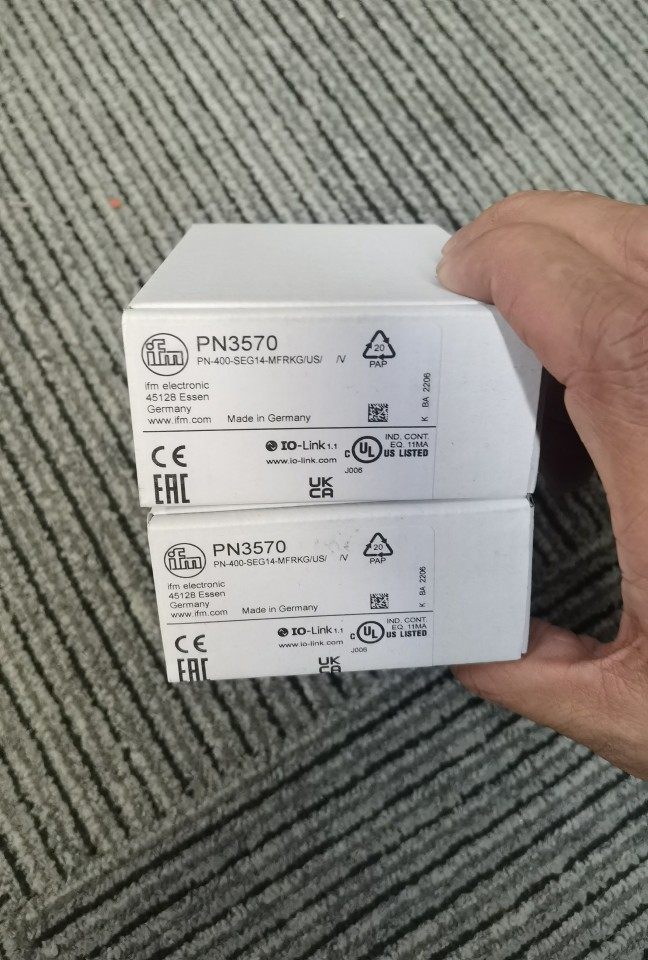 ifm
PN3570
PN-400-SEG14-MFRKG/US/ /V
20
PAP
ifm electronic
45128 Essen
Germany
www.ifm.com Made in Germany
K BA 2206
CE
EAC
IO-Link 1.1
www.io-link.com
UK
CA
C UL US LISTED
IND. CONT.
EQ. 11MA
J006
ifm
PN3570
PN-400-SEG14-MFRKG/US/ /V
20
PAP
ifm electronic
45128 Essen
Germany
www.ifm.com Made in Germany
K BA 2206
CE
EAC
IO-Link 1.1
www.io-link.com
UK
CA
C UL US LISTED
IND. CONT.
EQ. 11MA
J006